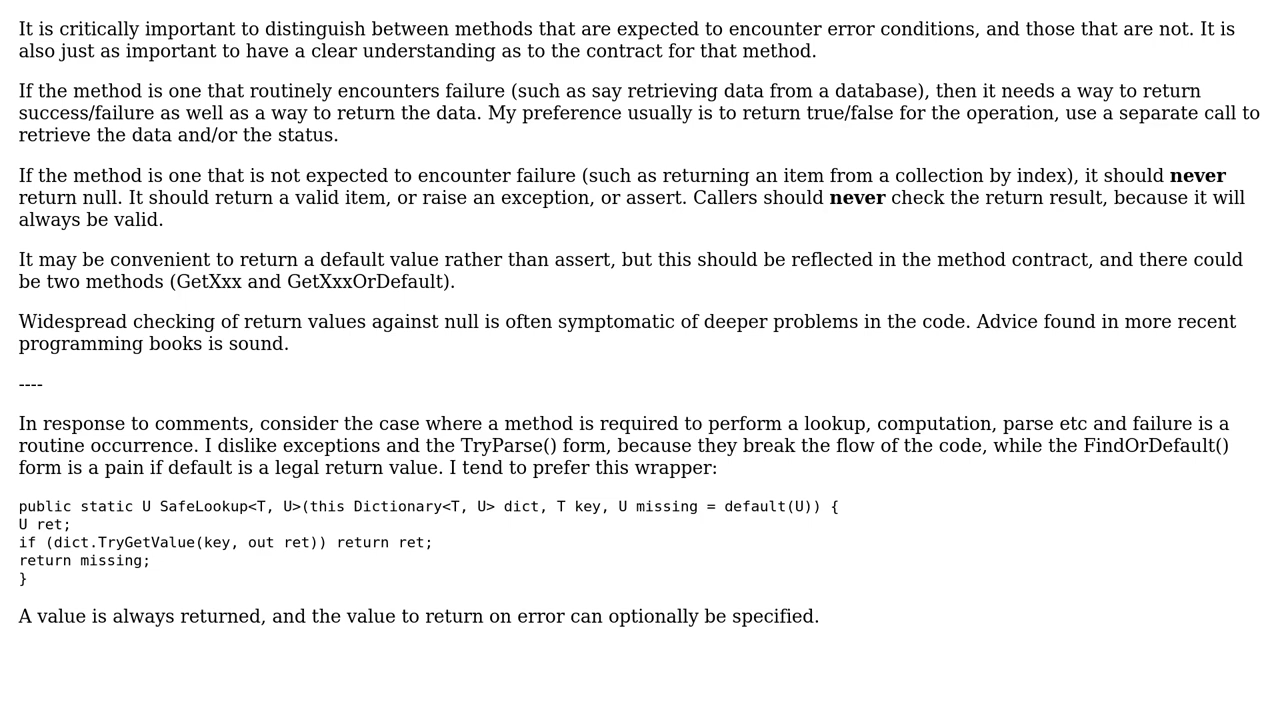 It is critically important to distinguish between methods that are expected to encounter error conditions, and those that are not. It is
also just as important to have a clear understanding as to the contract for that method.
If the method is one that routinely encounters failure (such as say retrieving data from a database), then it needs a way to return
success/failure as well as a way to return the data. My preference usually is to return true/false for the operation, use a separate call to
retrieve the data and/or the status.
If the method is one that is not expected to encounter failure (such as returning an item from a collection by index), it should never
return null. It should return a valid item, or raise an exception, or assert. Callers should never check the return result, because it will
always be valid.
It may be convenient to return a default value rather than assert, but this should be reflected in the method contract, and there could
be two methods (GetXxx and GetXxxOrDefault).
Widespread checking of return values against null is often symptomatic of deeper problems in the code. Advice found in more recent
programming books is sound.
----
In response to comments, consider the case where a method is required to perform a lookup, computation, parse etc and failure is a
routine occurrence. I dislike exceptions and the TryParse() form, because they break the flow of the code, while the FindOrDefault()
form is a pain if default is a legal return value. I tend to prefer this wrapper:
public static U SafeLookup<T, U>(this Dictionary<T, U> dict, T key, U missing = default(U)) {
U ret;
if (dict.TryGetValue(key, out ret)) return ret;
return missing;
}
A value is always returned, and the value to return on error can optionally be specified.